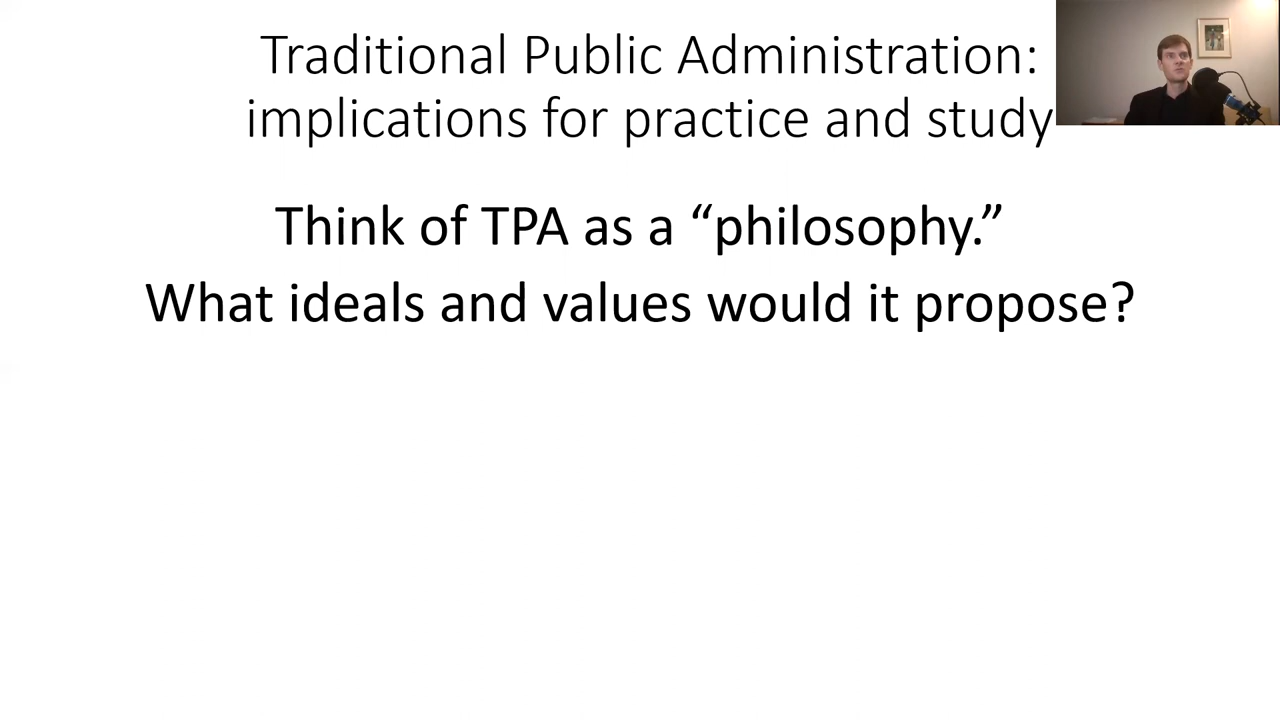 Traditional Public Administration:
implications for practice and study
Think of TPA as a “philosophy.”
What ideals and values would it propose?